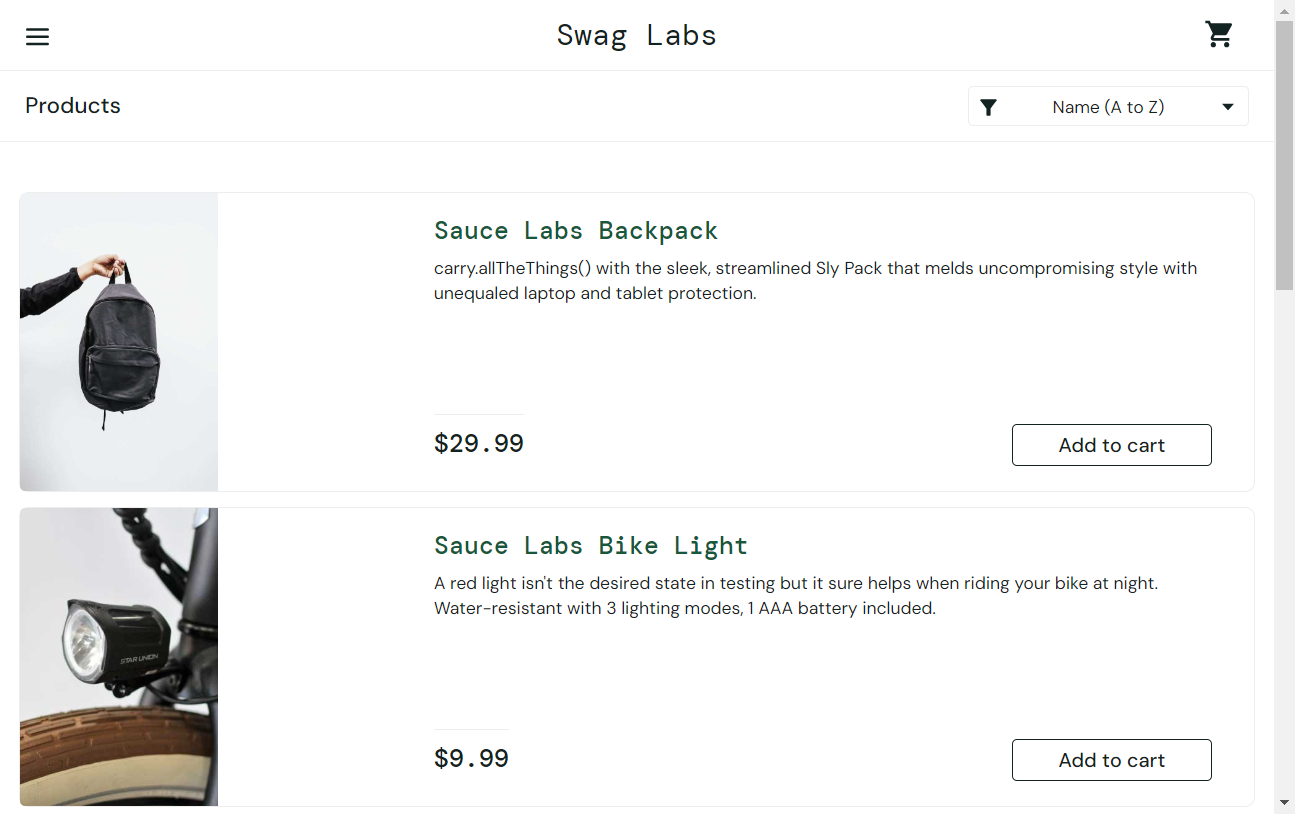 Swag Labs
Products
Name (A to Z)
Sauce Labs Backpack
carry.allTheThings() with the sleek, streamlined Sly Pack that melds uncompromising style with
unequaled laptop and tablet protection.
$29.99
Add to cart
Sauce Labs Bike Light
A red light isn't the desired state in testing but it sure helps when riding your bike at night.
Water-resistant with 3 lighting modes, 1 AAA battery included.
STAR UNION
$9.99
Add to cart